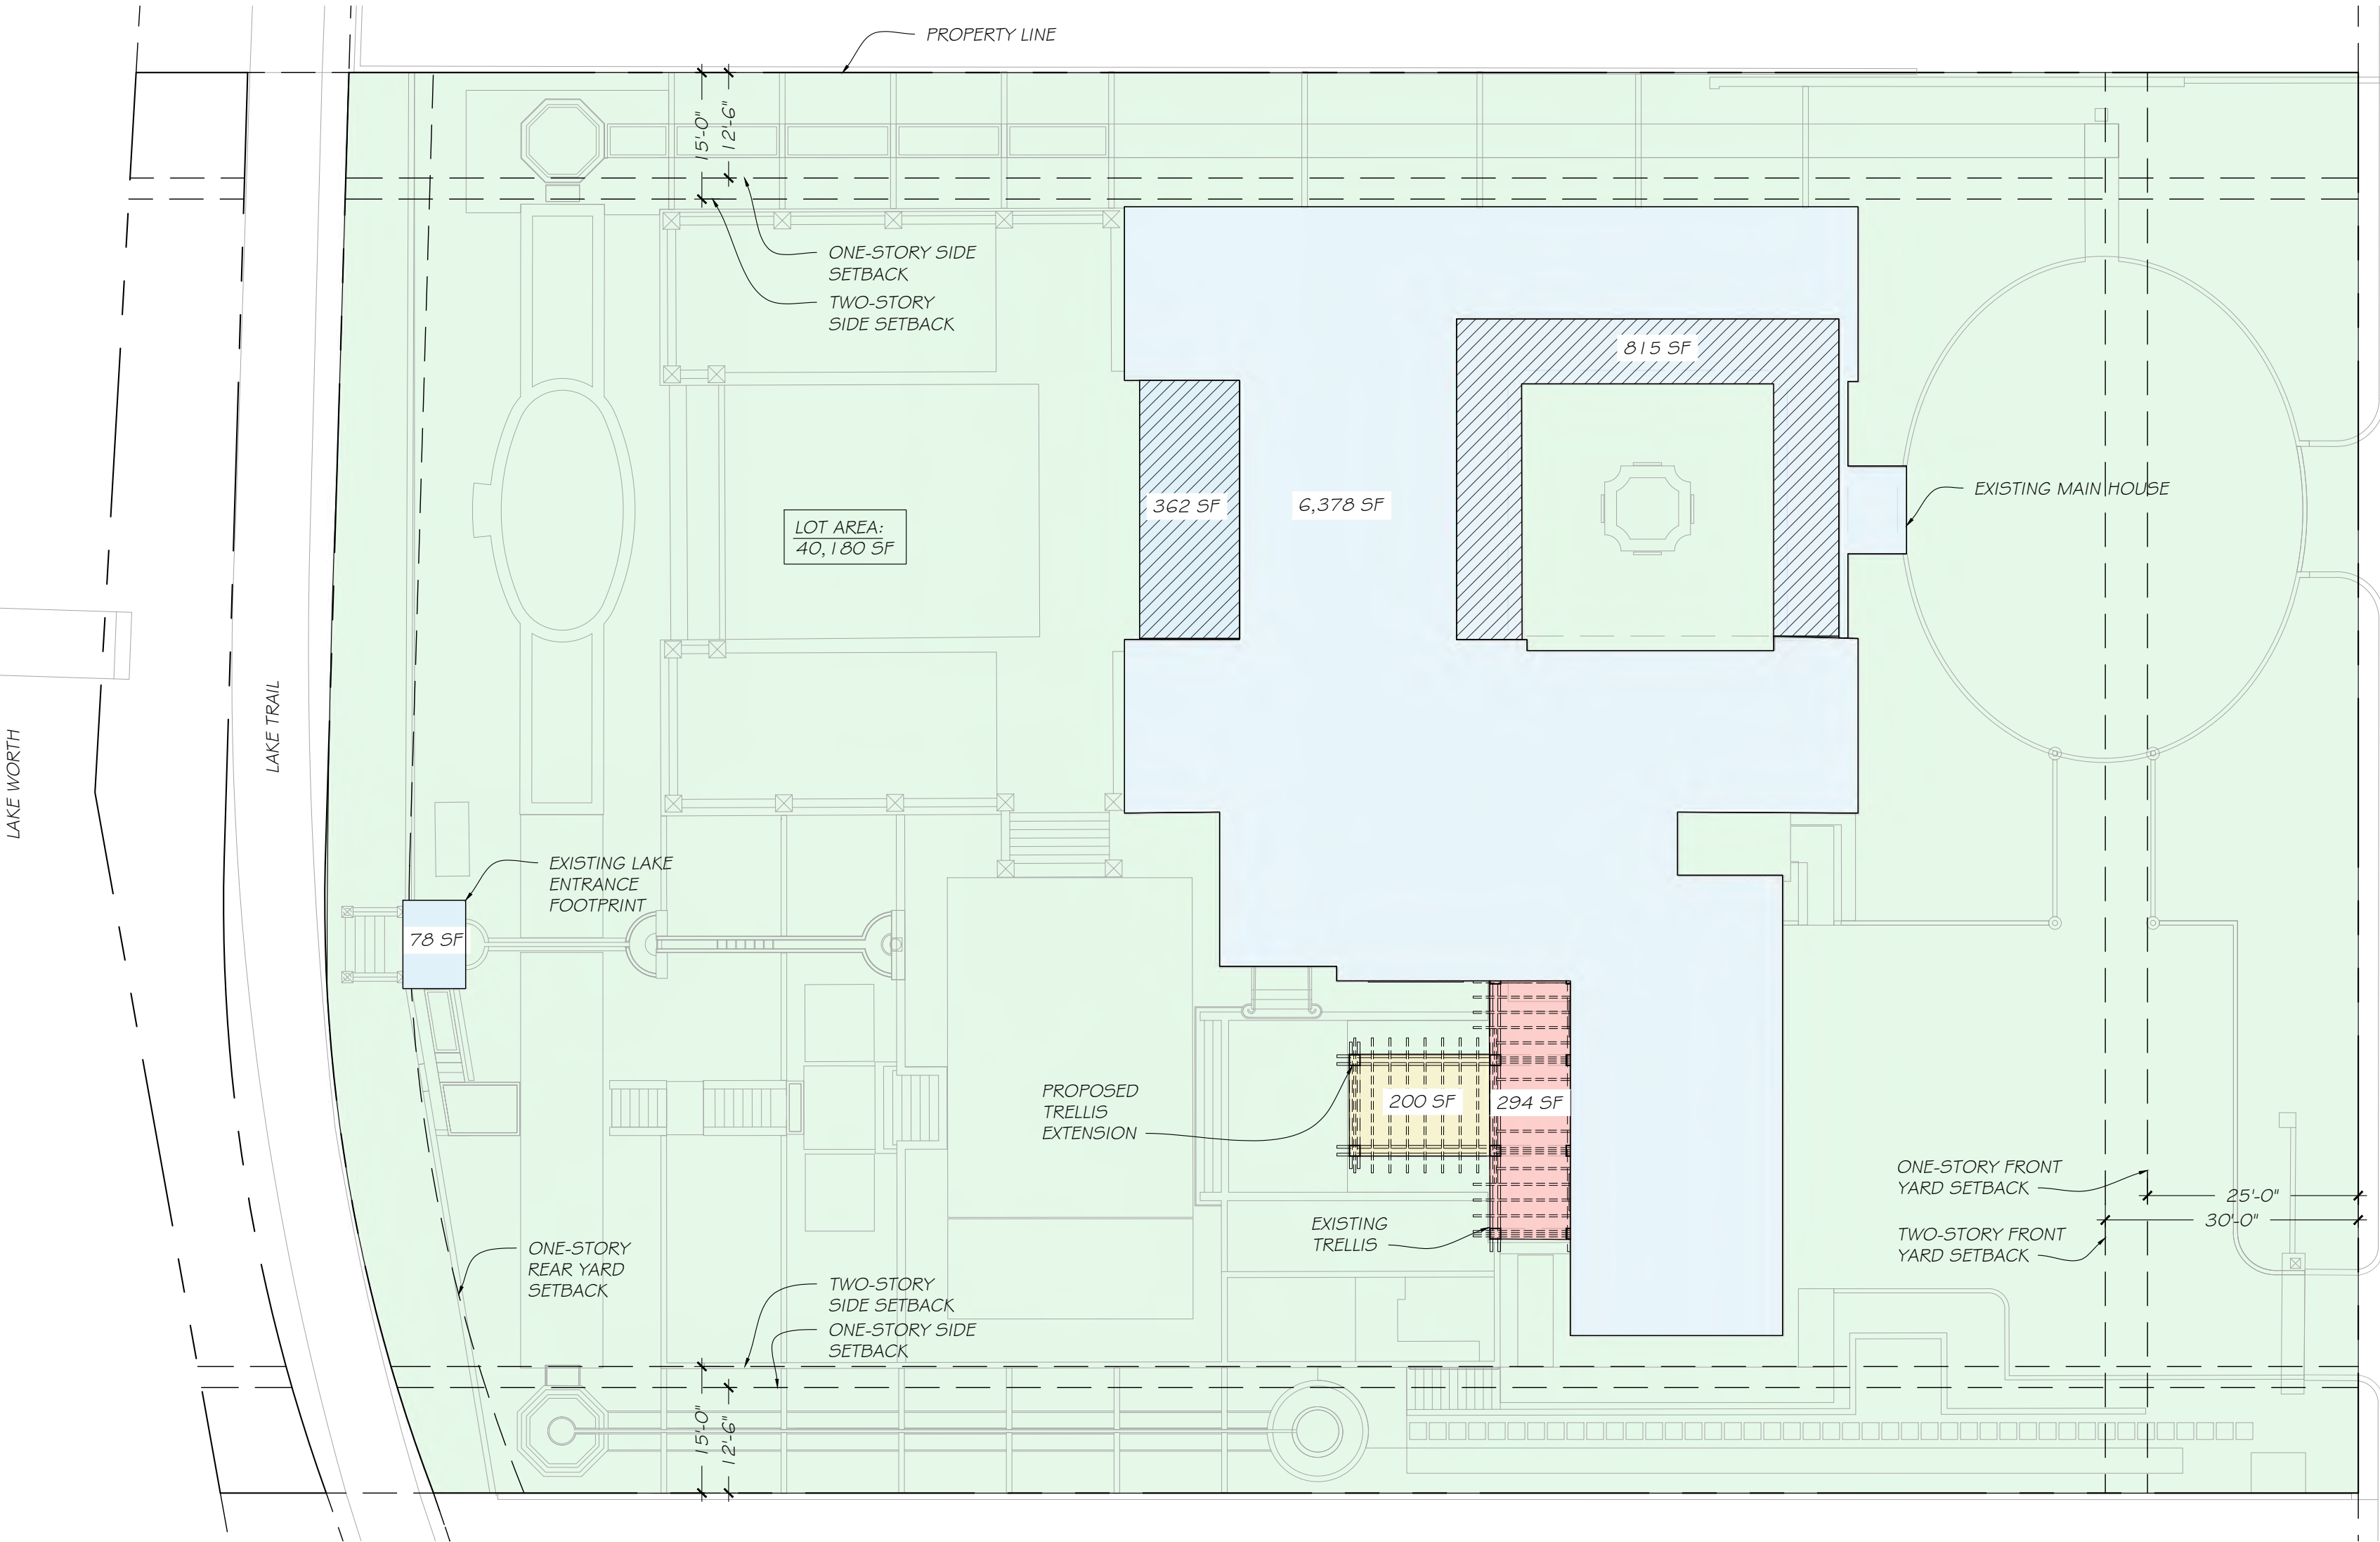 PROPERTY LINE
15'-0"
12'-6"
ONE-STORY SIDE
SETBACK
TWO-STORY
SIDE SETBACK
815 SF
362 SF
6,378 SF
EXISTING MAIN HOUSE
LOT AREA:
40,180 SF
LAKE WORTH
LAKE TRAIL
EXISTING LAKE
ENTRANCE
FOOTPRINT
78 SF
PROPOSED
TRELLIS
EXTENSION
200 SF
294 SF
EXISTING
TRELLIS
ONE-STORY FRONT
YARD SETBACK
25'-0"
30'-0"
TWO-STORY FRONT
YARD SETBACK
ONE-STORY
REAR YARD
SETBACK
TWO-STORY
SIDE SETBACK
ONE-STORY SIDE
SETBACK
15'-0"
12'-6"